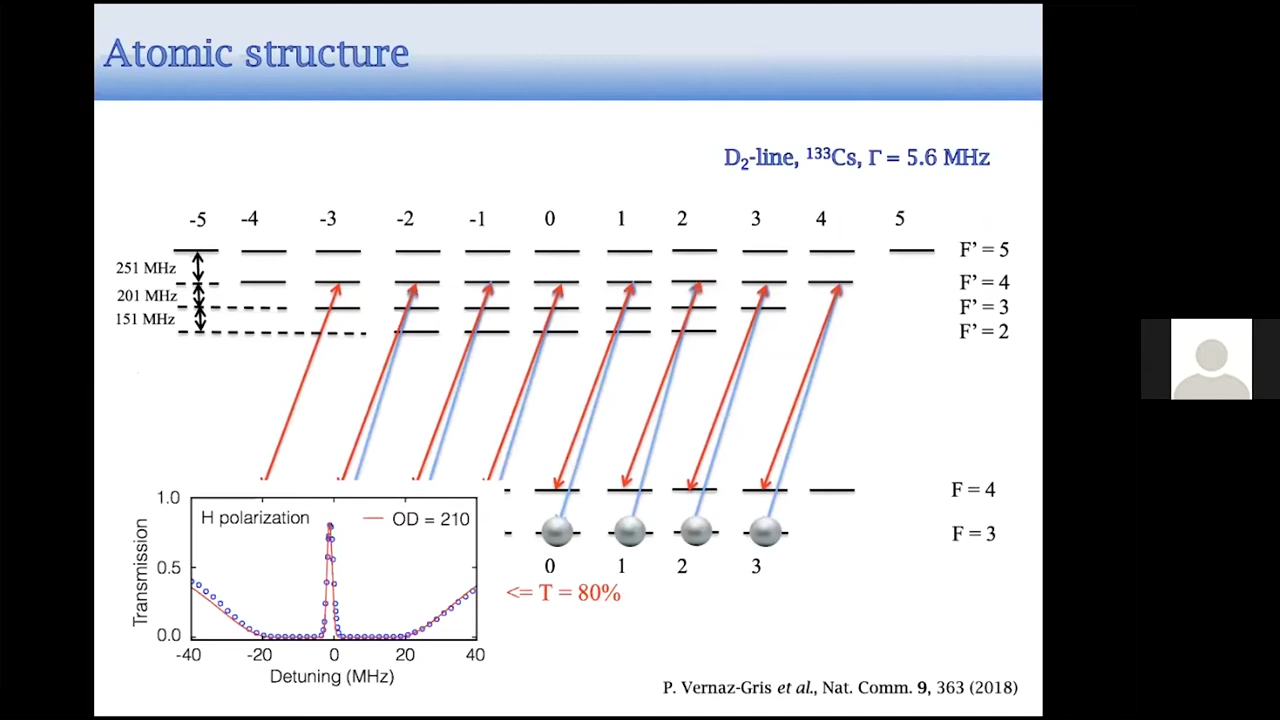 Atomic structure
D₂-line, ¹³³Cs, Γ = 5.6 MHz
-5 -4 -3 -2 -1 0 1 2 3 4 5
F' = 5
251 MHz
F' = 4
201 MHz
F' = 3
151 MHz
F' = 2
F = 4
F = 3
0 1 2 3
<= T = 80%
H polarization
OD = 210
Transmission
1.0
0.5
0.0
-40 -20 0 20 40
Detuning (MHz)
P. Vernaz-Gris et al., Nat. Comm. 9, 363 (2018)